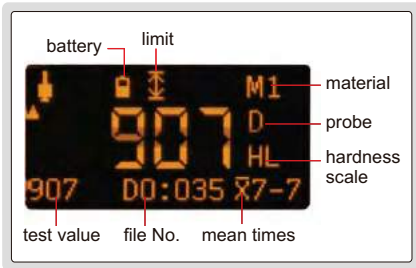 battery
limit
M1
material
907
D
probe
HL
hardness
scale
907 D0:035 x̅7-7
test value
file No.
mean times